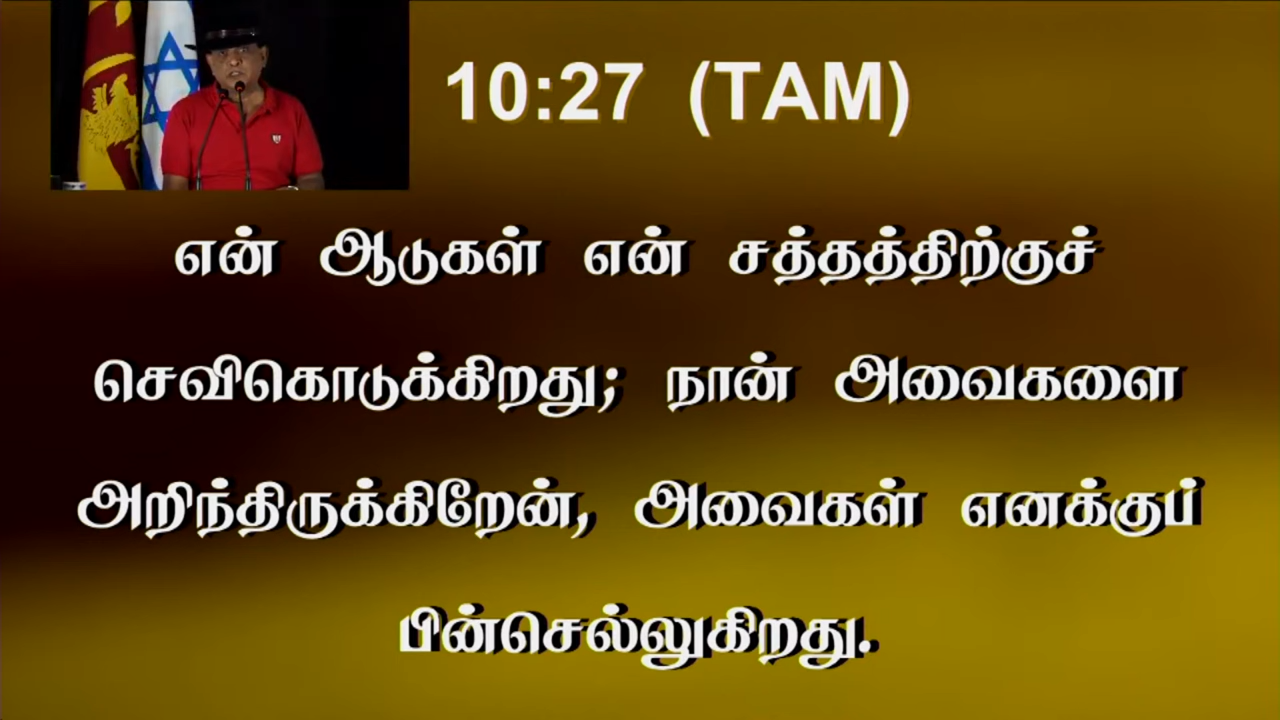 10:27 (TAM)
என் ஆடுகள் என் சத்தத்திற்குச்
செவிகொடுக்கிறது; நான் அவைகளை
அறிந்திருக்கிறேன், அவைகள் எனக்குப்
பின்செல்லுகிறது.